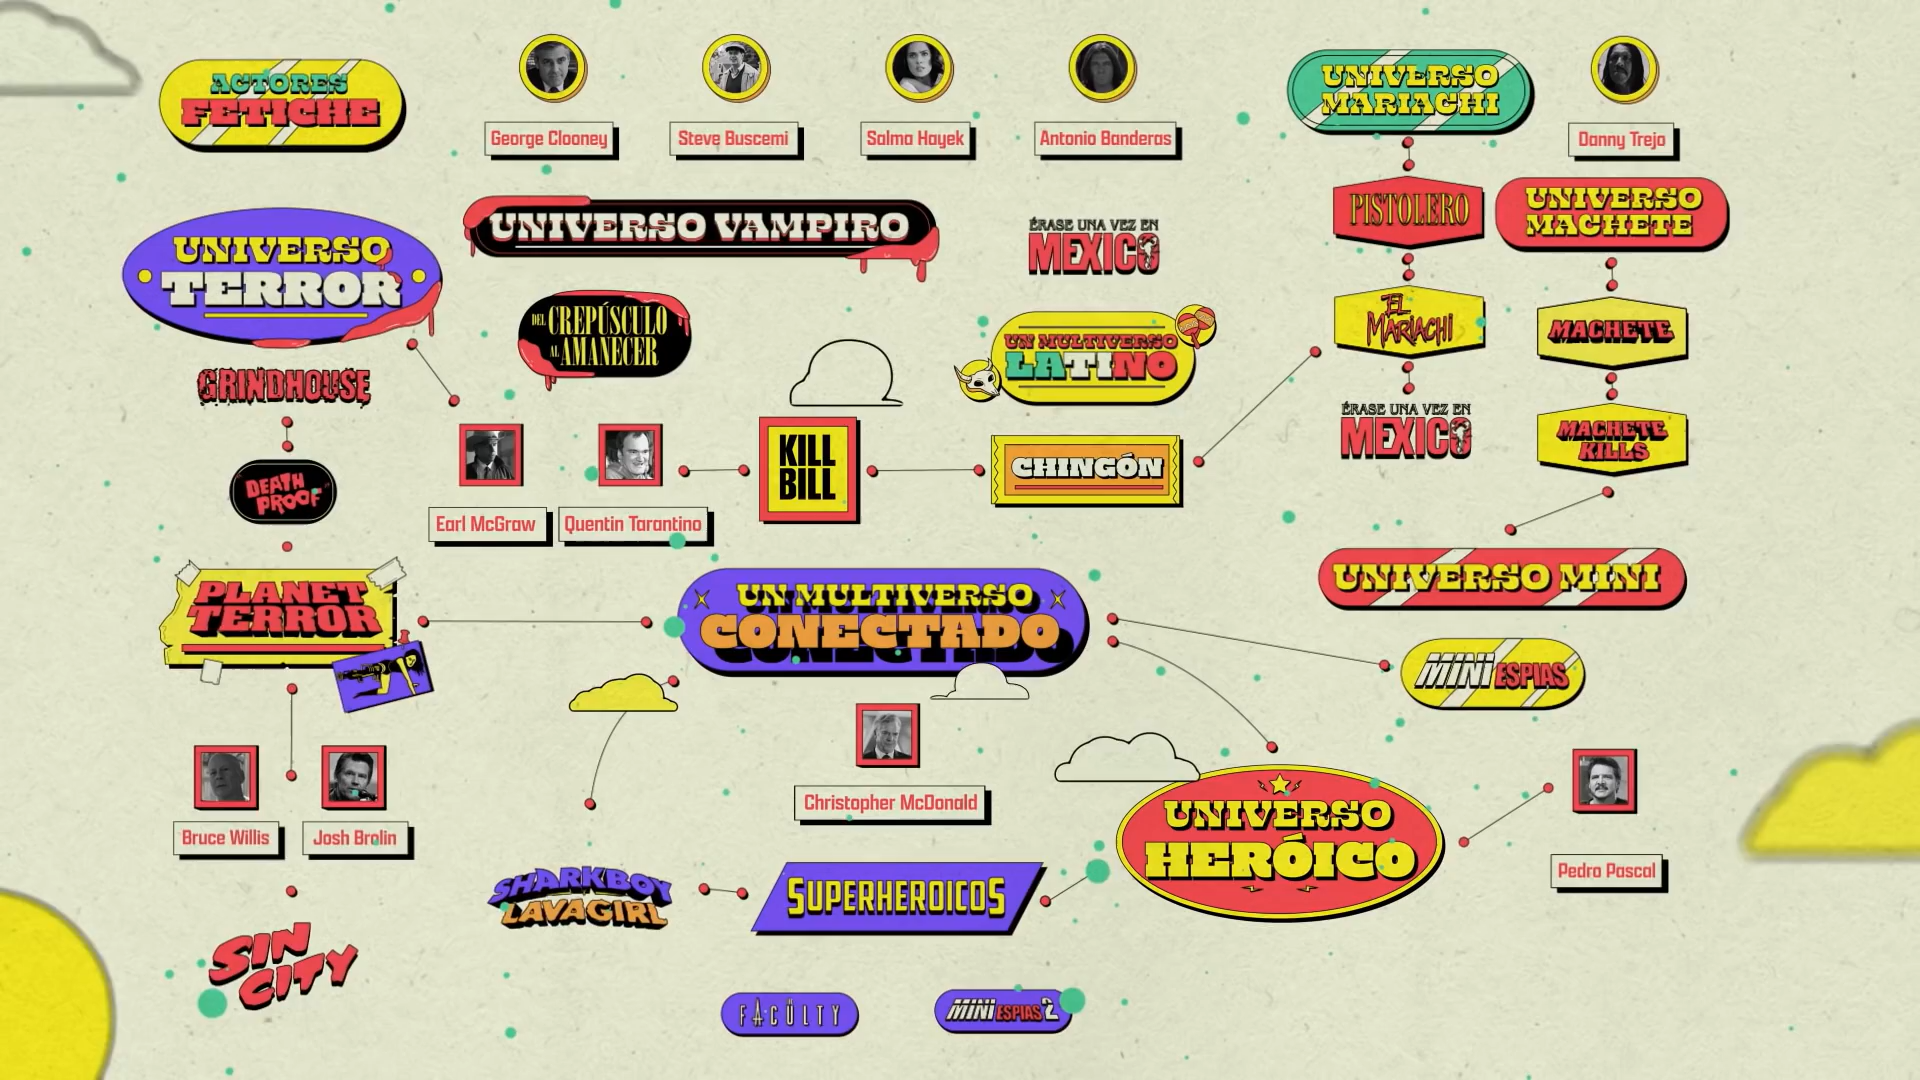 ACTORES
FETICHE
George Clooney
Steve Buscemi
Salma Hayek
Antonio Banderas
UNIVERSO
MARIACHI
Danny Trejo
UNIVERSO
TERROR
UNIVERSO VAMPIRO
ÉRASE UNA VEZ EN
MEXICO
PISTOLERO
UNIVERSO
MACHETE
DEL CREPÚSCULO
AL AMANECER
UN MULTIVERSO
LATINO
EL
MARIACHI
MACHETE
GRINDHOUSE
KILL
BILL
CHINGÓN
ÉRASE UNA VEZ EN
MEXICO
MACHETE
KILLS
DEATH
PROOF
Earl McGraw
Quentin Tarantino
PLANET
TERROR
UN MULTIVERSO
CONECTADO
CONECTADO
UNIVERSO MINI
MINI ESPIAS
Bruce Willis
Josh Brolin
Christopher McDonald
UNIVERSO
HERÓICO
Pedro Pascal
SHARKBOY
LAVAGIRL
SUPERHEROICOS
SIN
CITY
FACULTY
MINI ESPIAS 2